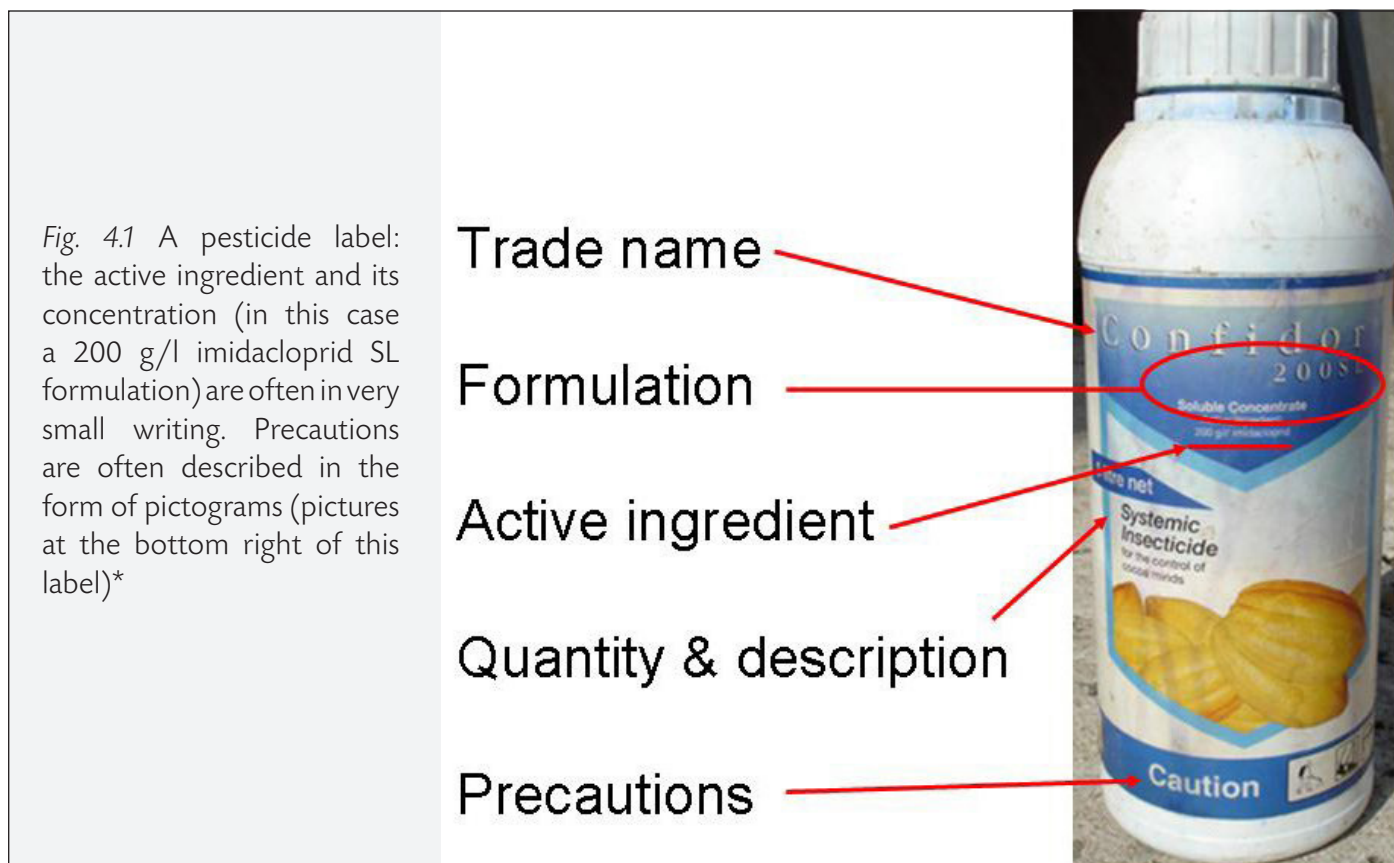 Fig. 4.1 A pesticide label:
the active ingredient and its
concentration (in this case
a 200 g/l imidacloprid SL
formulation) are often in very
small writing. Precautions
are often described in the
form of pictograms (pictures
at the bottom right of this
label)*
Trade name
Formulation
Active ingredient
Quantity & description
Precautions
Confidor
200SL
Soluble Concentrate
200 g/l imidacloprid
net
Systemic
Insecticide
for the control of
cocoa mirids
Caution